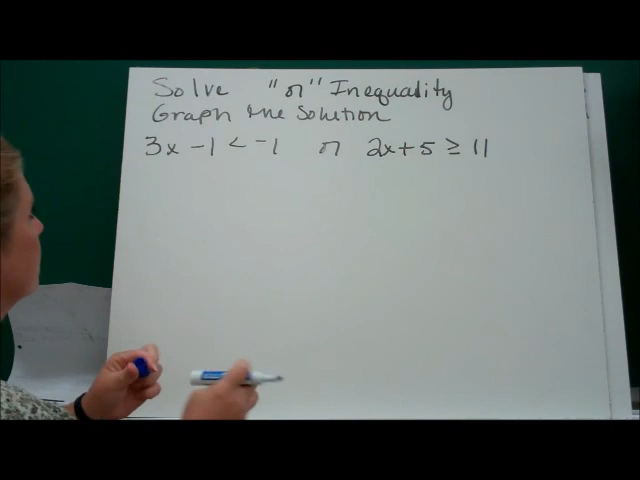 Solve "or" Inequality
Graph the Solution
3x - 1 < -1 or 2x + 5 ≥ 11